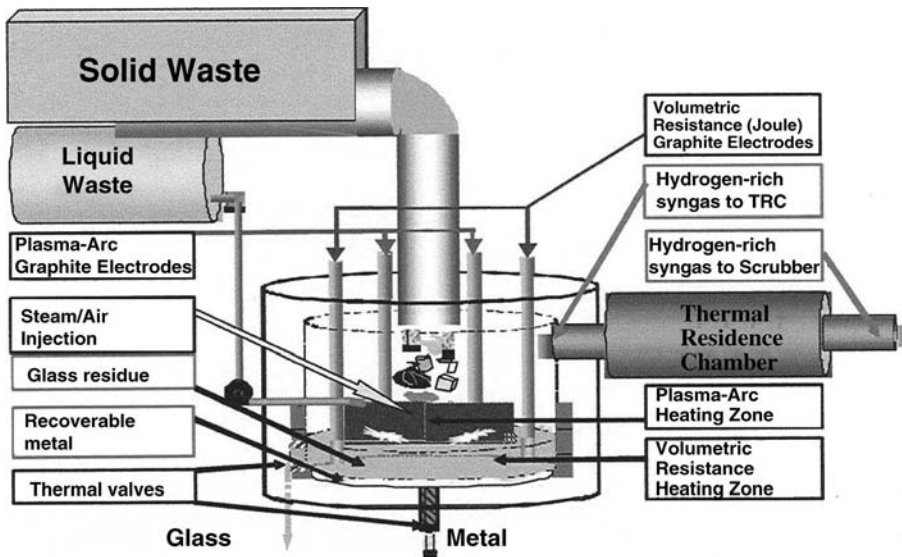 Solid Waste
Liquid
Waste
Plasma-Arc
Graphite Electrodes
Steam/Air
Injection
Glass residue
Recoverable
metal
Thermal valves
Glass
Metal
Volumetric
Resistance (Joule)
Graphite Electrodes
Hydrogen-rich
syngas to TRC
Hydrogen-rich
syngas to Scrubber
Thermal
Residence
Chamber
Plasma-Arc
Heating Zone
Volumetric
Resistance
Heating Zone